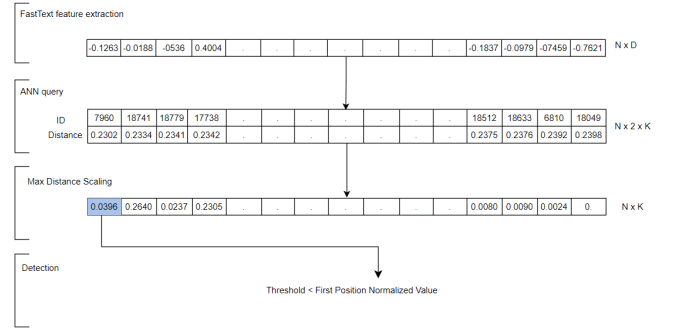 FastText feature extraction
-0.1263 -0.0188 -0536 0.4004 . . . . . . . -0.1837 -0.0979 -07459 -0.7621 N x D
ANN query
ID 7960 18741 18779 17738 . . . . . . . 18512 18633 6810 18049
Distance 0.2302 0.2334 0.2341 0.2342 . . . . . . . 0.2375 0.2376 0.2392 0.2398 N x 2 x K
Max Distance Scaling
0.0396 0.2640 0.0237 0.2305 . . . . . . . 0.0080 0.0090 0.0024 0. N x K
Detection
Threshold < First Position Normalized Value